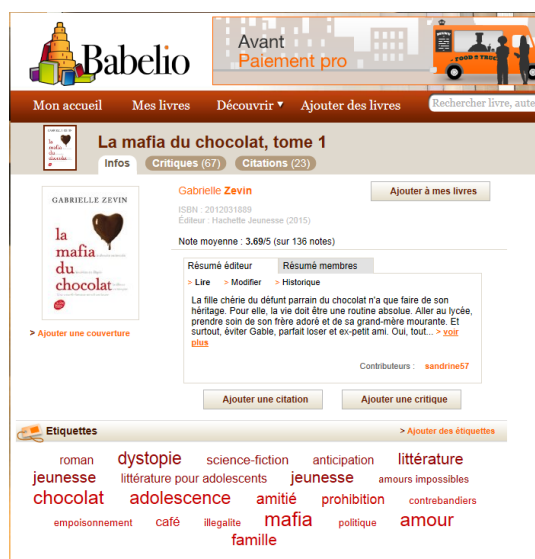 Babelio
Avant
Paiement pro
FOOD TRUCK
Mon accueil Mes livres Découvrir ▼ Ajouter des livres Rechercher livre, aute
La mafia du chocolat, tome 1
Infos Critiques (67) Citations (23)
GABRIELLE ZEVIN
la
mafia
du
chocolat
> Ajouter une couverture
Gabrielle Zevin
Ajouter à mes livres
ISBN : 2012031889
Éditeur : Hachette Jeunesse (2015)
Note moyenne : 3.69/5 (sur 136 notes)
Résumé éditeur Résumé membres
> Lire > Modifier > Historique
La fille chérie du défunt parrain du chocolat n'a que faire de son
héritage. Pour elle, la vie doit être une routine absolue. Aller au lycée,
prendre soin de son frère adoré et de sa grand-mère mourante. Et
surtout, éviter Gable, parfait loser et ex-petit ami. Oui, tout... > voir
plus
Contributeurs : sandrine57
Ajouter une citation Ajouter une critique
Etiquettes > Ajouter des étiquettes
roman dystopie science-fiction anticipation littérature
jeunesse littérature pour adolescents jeunesse amours impossibles
chocolat adolescence amitié prohibition contrebandiers
empoisonnement café illegalite mafia politique amour
famille